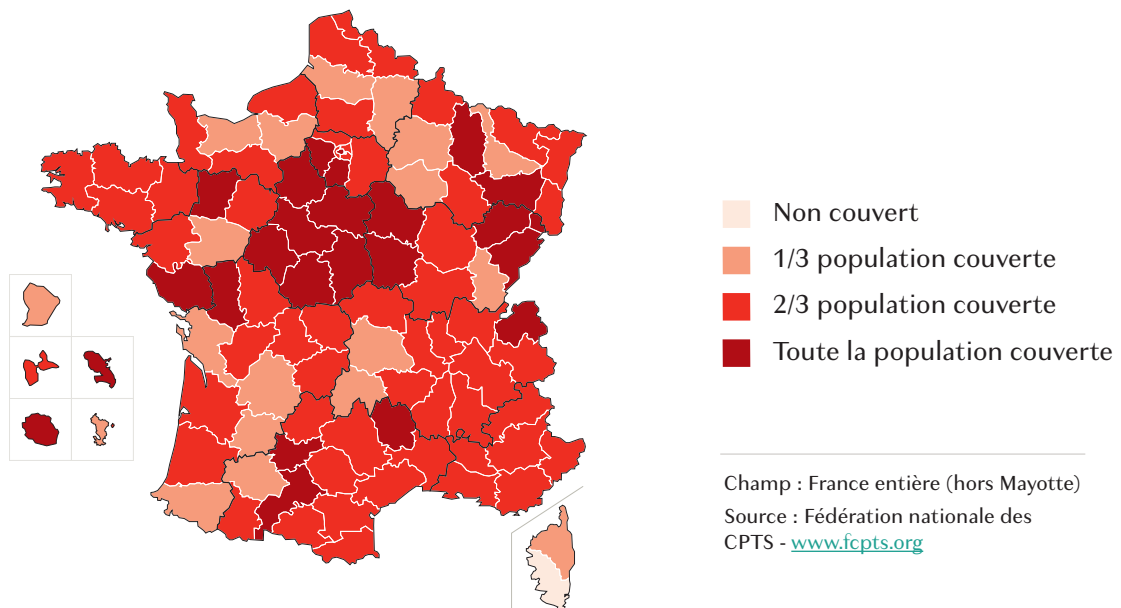 Non couvert
1/3 population couverte
2/3 population couverte
Toute la population couverte
Champ : France entière (hors Mayotte)
Source : Fédération nationale des
CPTS - www.fcpts.org